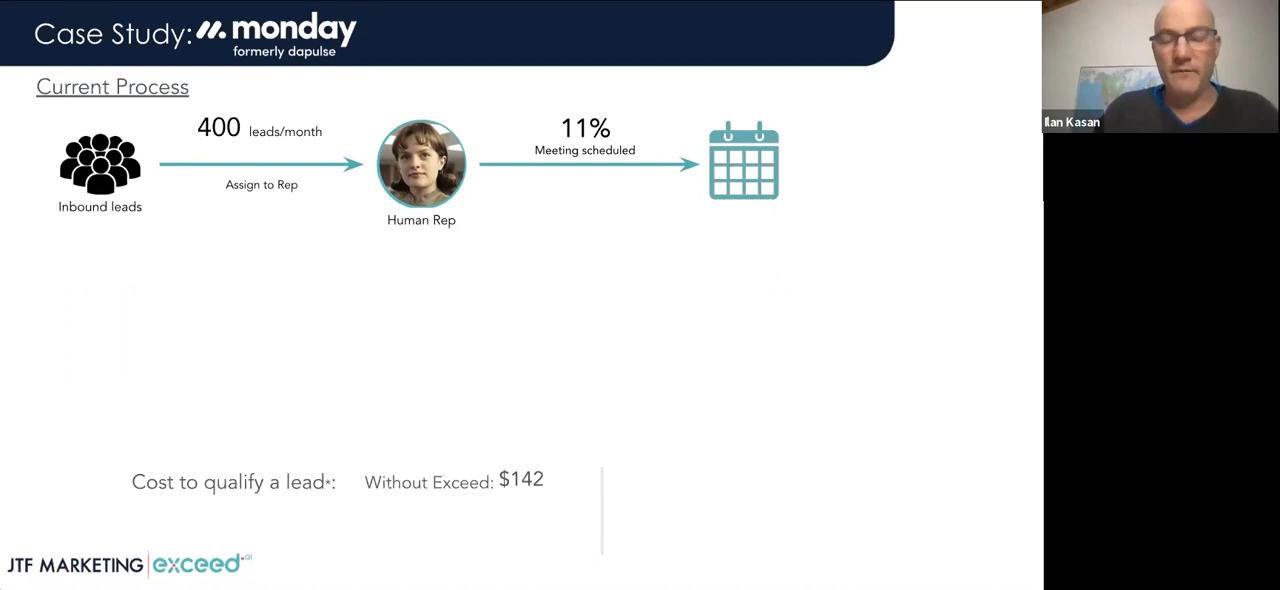 Case Study: monday
formerly dapulse
Ilan Kasan
Current Process
400 leads/month
11%
Meeting scheduled
Assign to Rep
Inbound leads
Human Rep
Cost to qualify a lead*: Without Exceed: $142
JTF MARKETING exceed.ai